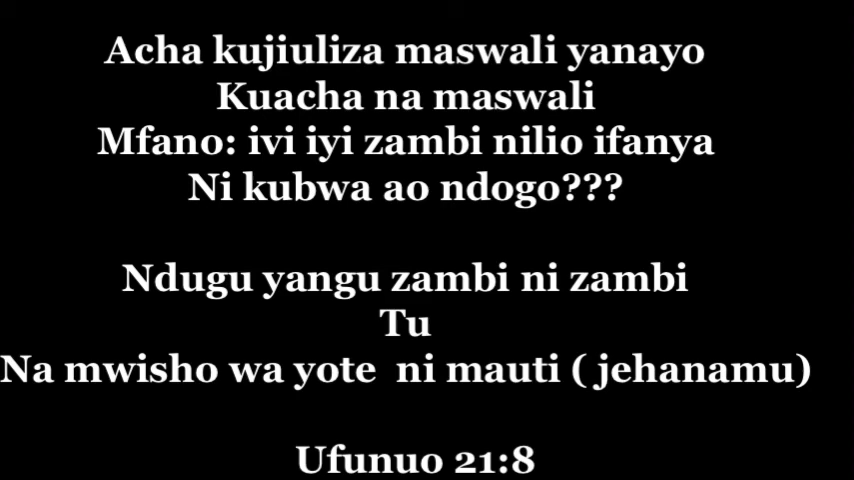 Acha kujiuliza maswali yanayo
Kuacha na maswali
Mfano: ivi iyi zambi nilio ifanya
Ni kubwa ao ndogo???
Ndugu yangu zambi ni zambi
Tu
Na mwisho wa yote ni mauti ( jehanamu)
Ufunuo 21:8